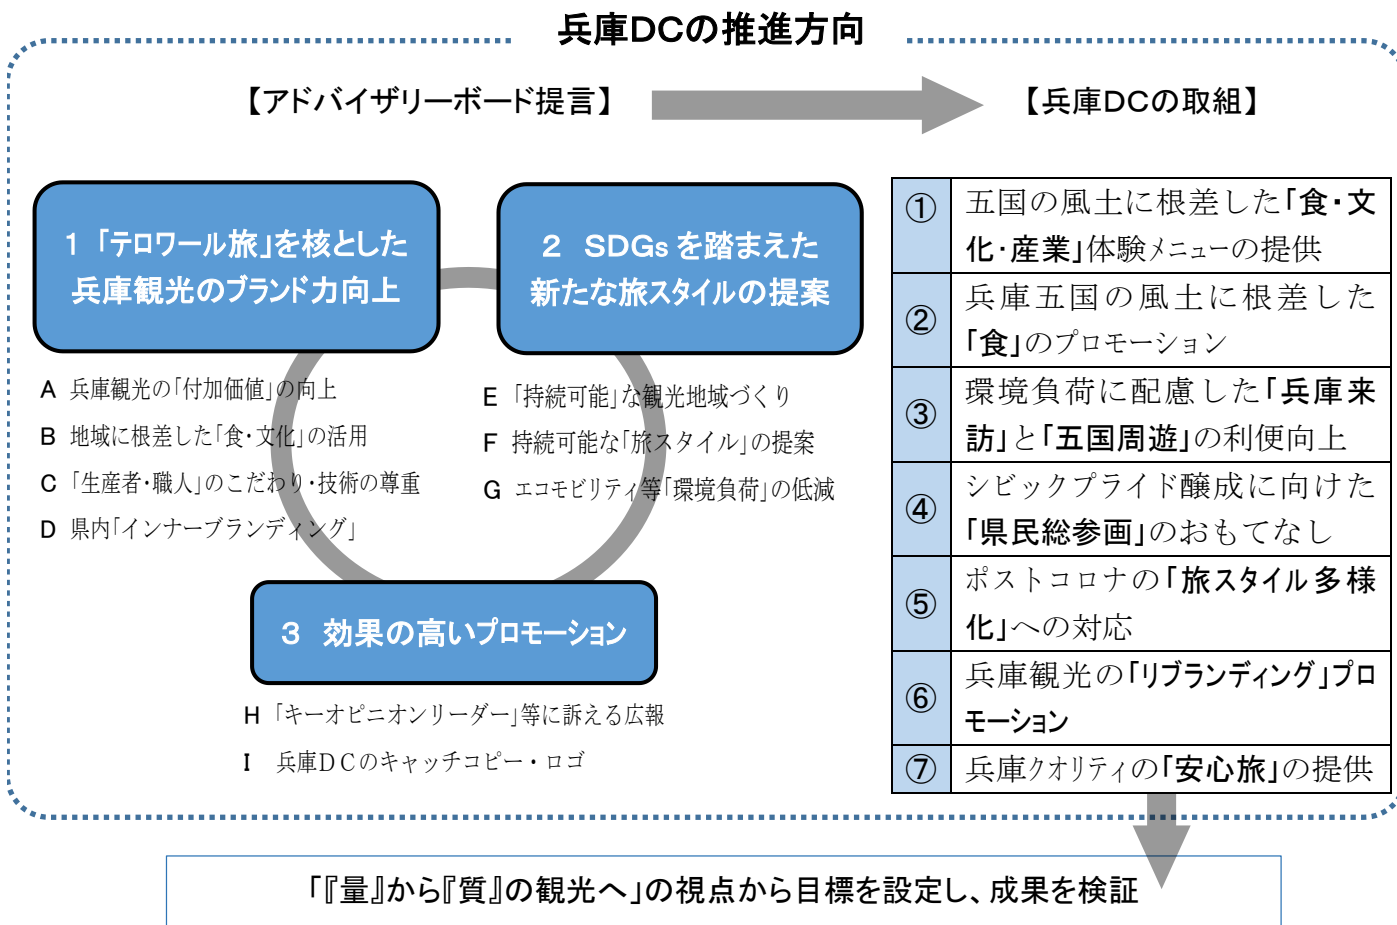 兵庫DCの推進方向
【アドバイザリーボード提言】
【兵庫DCの取組】
1 「テロワール旅」を核とした
兵庫観光のブランド力向上
2 SDGs を踏まえた
新たな旅スタイルの提案
A 兵庫観光の「付加価値」の向上
B 地域に根差した「食・文化」の活用
C 「生産者・職人」のこだわり・技術の尊重
D 県内「インナーブランディング」
E 「持続可能」な観光地域づくり
F 持続可能な「旅スタイル」の提案
G エコモビリティ等「環境負荷」の低減
3 効果の高いプロモーション
H 「キーオピニオンリーダー」等に訴える広報
I 兵庫DCのキャッチコピー・ロゴ
① 五国の風土に根差した「食・文
化・産業」体験メニューの提供
② 兵庫五国の風土に根差した
「食」のプロモーション
③ 環境負荷に配慮した「兵庫来
訪」と「五国周遊」の利便向上
④ シビックプライド醸成に向けた
「県民総参画」のおもてなし
⑤ ポストコロナの「旅スタイル多様
化」への対応
⑥ 兵庫観光の「リブランディング」プロ
モーション
⑦ 兵庫クオリティの「安心旅」の提供
「『量』から『質』の観光へ」の視点から目標を設定し、成果を検証